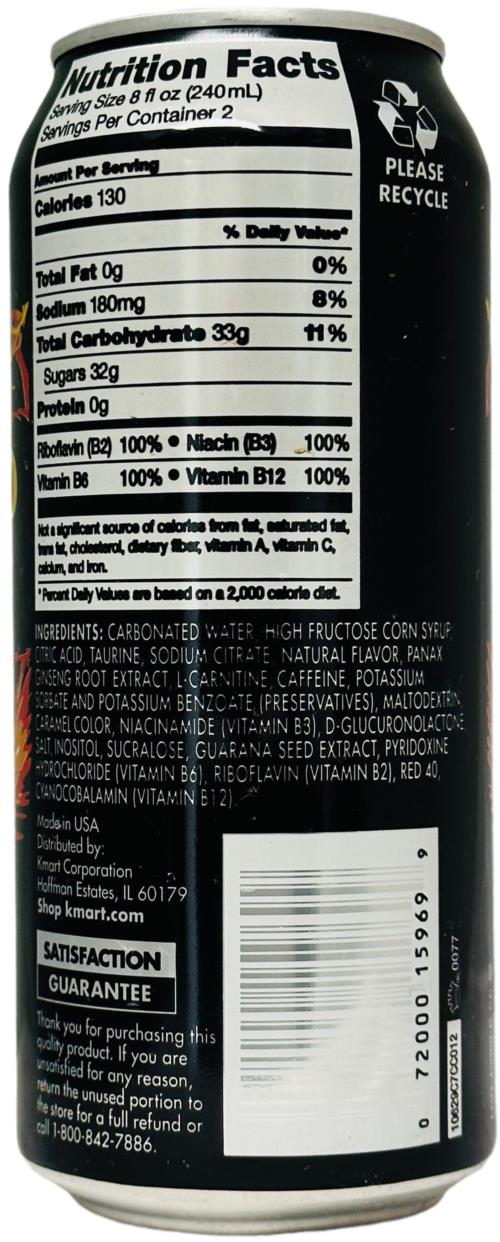 Nutrition Facts
Serving Size 8 fl oz (240mL)
Servings Per Container 2
Amount Per Serving
Calories 130
% Daily Value*
Total Fat 0g 0%
Sodium 180mg 8%
Total Carbohydrate 33g 11%
Sugars 32g
Protein 0g
Riboflavin (B2) 100% • Niacin (B3) 100%
Vitamin B6 100% • Vitamin B12 100%
Not a significant source of calories from fat, saturated fat,
trans fat, cholesterol, dietary fiber, vitamin A, vitamin C,
calcium, and iron.
*Percent Daily Values are based on a 2,000 calorie diet.
PLEASE
RECYCLE
INGREDIENTS: CARBONATED WATER, HIGH FRUCTOSE CORN SYRUP,
CITRIC ACID, TAURINE, SODIUM CITRATE, NATURAL FLAVOR, PANAX
GINSENG ROOT EXTRACT, L-CARNITINE, CAFFEINE, POTASSIUM
SORBATE AND POTASSIUM BENZOATE (PRESERVATIVES), MALTODEXTRIN,
CARAMEL COLOR, NIACINAMIDE (VITAMIN B3), D-GLUCURONOLACTONE,
SALT, INOSITOL, SUCRALOSE, GUARANA SEED EXTRACT, PYRIDOXINE
HYDROCHLORIDE (VITAMIN B6), RIBOFLAVIN (VITAMIN B2), RED 40,
CYANOCOBALAMIN (VITAMIN B12).
Made in USA
Distributed by:
Kmart Corporation
Hoffman Estates, IL 60179
Shop kmart.com
SATISFACTION
GUARANTEE
Thank you for purchasing this
quality product. If you are
unsatisfied for any reason,
return the unused portion to
the store for a full refund or
call 1-800-842-7886.
0 72000 15969 9
10629C7CC012
0077